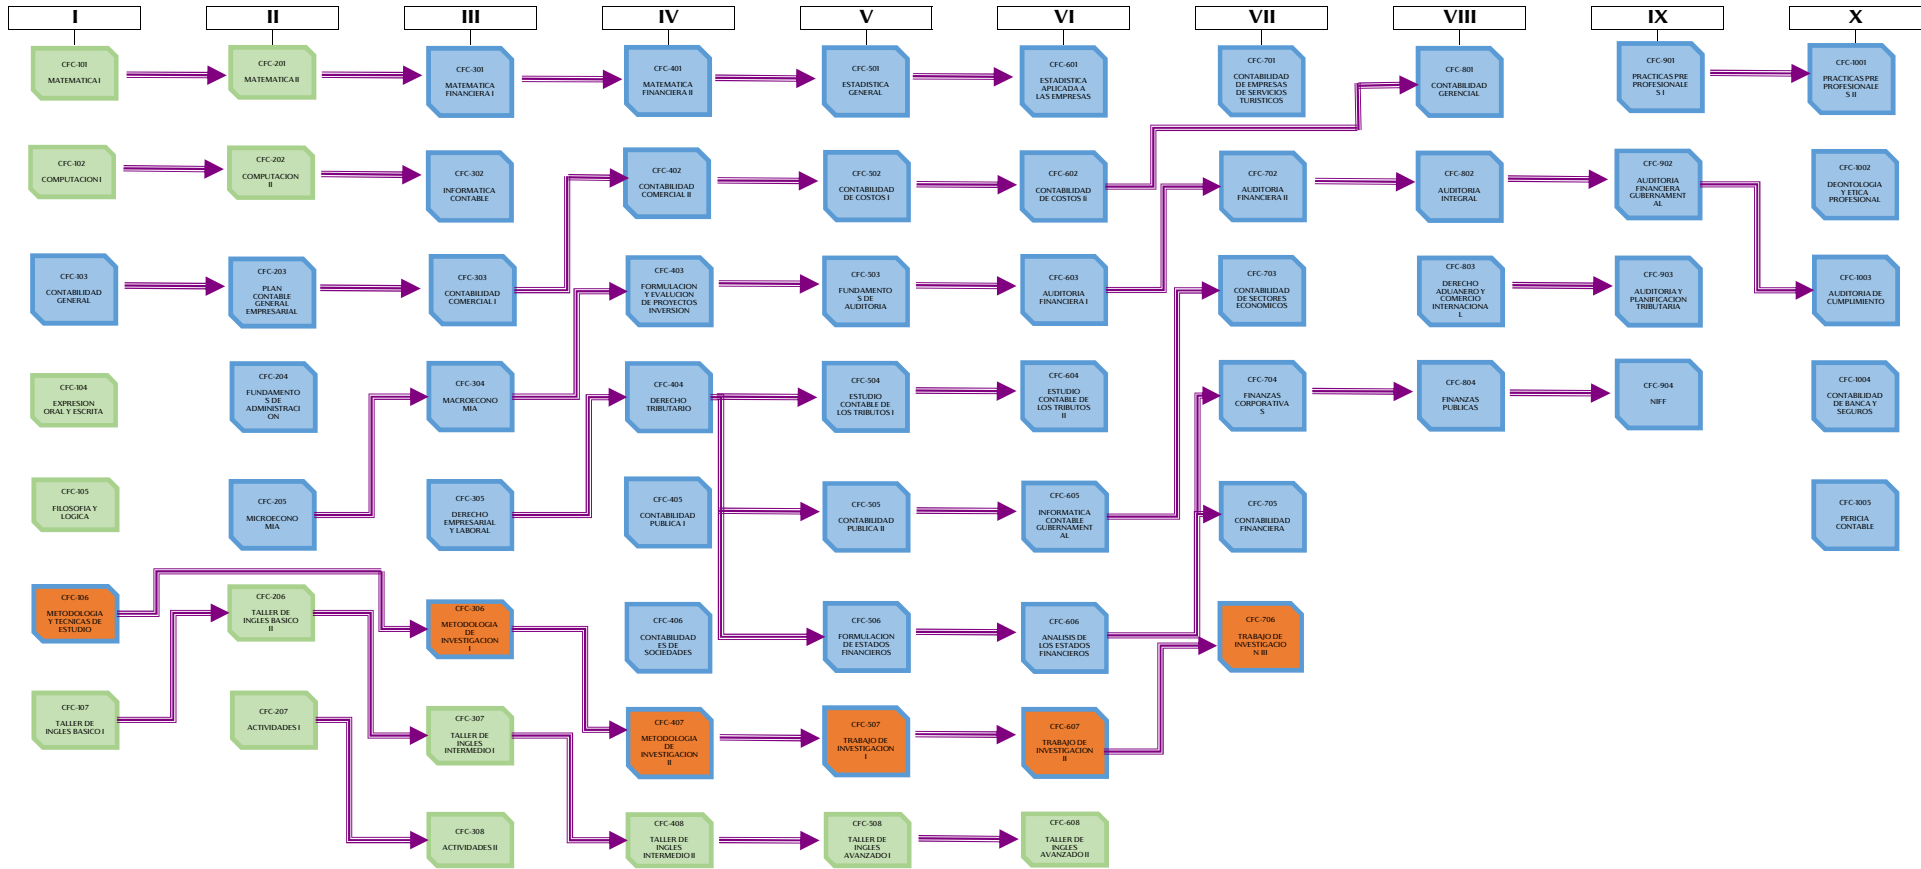 I
II
III
IV
V
VI
VII
VIII
IX
X
CFC-101
MATEMATICA I
CFC-102
COMPUTACION I
CFC-103
CONTABILIDAD
GENERAL
CFC-104
EXPRESION
ORAL Y ESCRITA
CFC-105
FILOSOFIA Y
LOGICA
CFC-106
METODOLOGIA
Y TECNICAS DE
ESTUDIO
CFC-107
TALLER DE
INGLES BASICO I
CFC-201
MATEMATICA II
CFC-202
COMPUTACION
II
CFC-203
PLAN
CONTABLE
GENERAL
EMPRESARIAL
CFC-204
FUNDAMENTO
S DE
ADMINISTRACI
ON
CFC-205
MICROECONO
MIA
CFC-206
TALLER DE
INGLES BASICO
II
CFC-207
ACTIVIDADES I
CFC-301
MATEMATICA
FINANCIERA I
CFC-302
INFORMATICA
CONTABLE
CFC-303
CONTABILIDAD
COMERCIAL I
CFC-304
MACROECONO
MIA
CFC-305
DERECHO
EMPRESARIAL
Y LABORAL
CFC-306
METODOLOGIA
DE
INVESTIGACION
I
CFC-307
TALLER DE
INGLES
INTERMEDIO I
CFC-308
ACTIVIDADES II
CFC-401
MATEMATICA
FINANCIERA II
CFC-402
CONTABILIDAD
COMERCIAL II
CFC-403
FORMULACION
Y EVALUCION
DE PROYECTOS
INVERSION
CFC-404
DERECHO
TRIBUTARIO
CFC-405
CONTABILIDAD
PUBLICA I
CFC-406
CONTABILIDAD
ES DE
SOCIEDADES
CFC-407
METODOLOGIA
DE
INVESTIGACION
II
CFC-408
TALLER DE
INGLES
INTERMEDIO II
CFC-501
ESTADISTICA
GENERAL
CFC-502
CONTABILIDAD
DE COSTOS I
CFC-503
FUNDAMENTO
S DE
AUDITORIA
CFC-504
ESTUDIO
CONTABLE DE
LOS TRIBUTOS I
CFC-505
CONTABILIDAD
PUBLICA II
CFC-506
FORMULACION
DE ESTADOS
FINANCIEROS
CFC-507
TRABAJO DE
INVESTIGACION
I
CFC-508
TALLER DE
INGLES
AVANZADO I
CFC-601
ESTADISTICA
APLICADA A
LAS EMPRESAS
CFC-602
CONTABILIDAD
DE COSTOS II
CFC-603
AUDITORIA
FINANCIERA I
CFC-604
ESTUDIO
CONTABLE DE
LOS TRIBUTOS
II
CFC-605
INFORMATICA
CONTABLE
GUBERNAMENT
AL
CFC-606
ANALISIS DE
LOS ESTADOS
FINANCIEROS
CFC-607
TRABAJO DE
INVESTIGACION
II
CFC-608
TALLER DE
INGLES
AVANZADO II
CFC-701
CONTABILIDAD
DE EMPRESAS
DE SERVICIOS
TURISTICOS
CFC-702
AUDITORIA
FINANCIERA II
CFC-703
CONTABILIDAD
DE SECTORES
ECONOMICOS
CFC-704
FINANZAS
CORPORATIVA
S
CFC-705
CONTABILIDAD
FINANCIERA
CFC-706
TRABAJO DE
INVESTIGACIO
N III
CFC-801
CONTABILIDAD
GERENCIAL
CFC-802
AUDITORIA
INTEGRAL
CFC-803
DERECHO
ADUANERO Y
COMERCIO
INTERNACIONA
L
CFC-804
FINANZAS
PUBLICAS
CFC-901
PRACTICAS PRE
PROFESIONALE
S I
CFC-902
AUDITORIA
FINANCIERA
GUBERNAMENT
AL
CFC-903
AUDITORIA Y
PLANIFICACION
TRIBUTARIA
CFC-904
NIFF
CFC-1001
PRACTICAS PRE
PROFESIONALE
S II
CFC-1002
DEONTOLOGIA
Y ETICA
PROFESIONAL
CFC-1003
AUDITORIA DE
CUMPLIMIENTO
CFC-1004
CONTABILIDAD
DE BANCA Y
SEGUROS
CFC-1005
PERICIA
CONTABLE